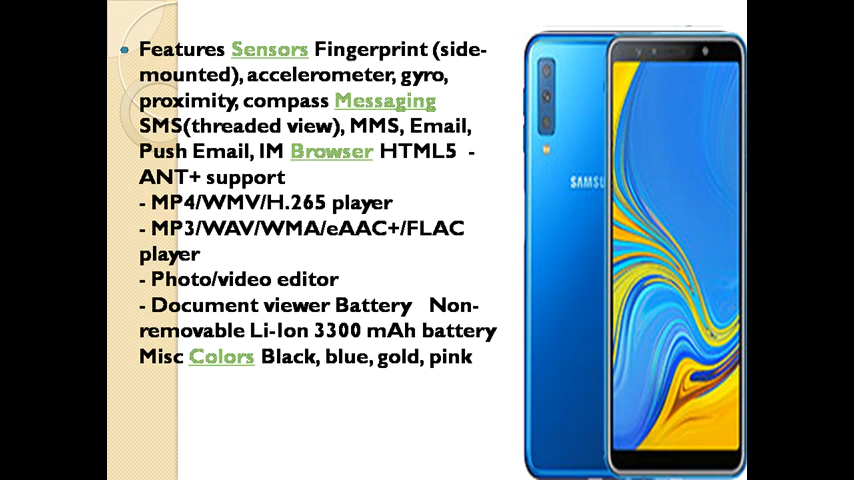 Features Sensors Fingerprint (side-
mounted), accelerometer, gyro,
proximity, compass Messaging
SMS(threaded view), MMS, Email,
Push Email, IM Browser HTML5 -
ANT+ support
- MP4/WMV/H.265 player
- MP3/WAV/WMA/eAAC+/FLAC
player
- Photo/video editor
- Document viewer Battery Non-
removable Li-Ion 3300 mAh battery
Misc Colors Black, blue, gold, pink
SAMSU